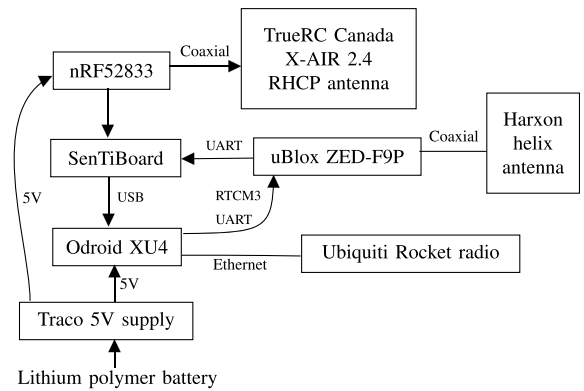 TrueRC Canada
X-AIR 2.4
RHCP antenna
Coaxial
nRF52833
Harxon
helix
antenna
Coaxial
UART
SenTiBoard
uBlox ZED-F9P
5V
USB
RTCM3
UART
Odroid XU4
Ethernet
Ubiquiti Rocket radio
5V
Traco 5V supply
Lithium polymer battery